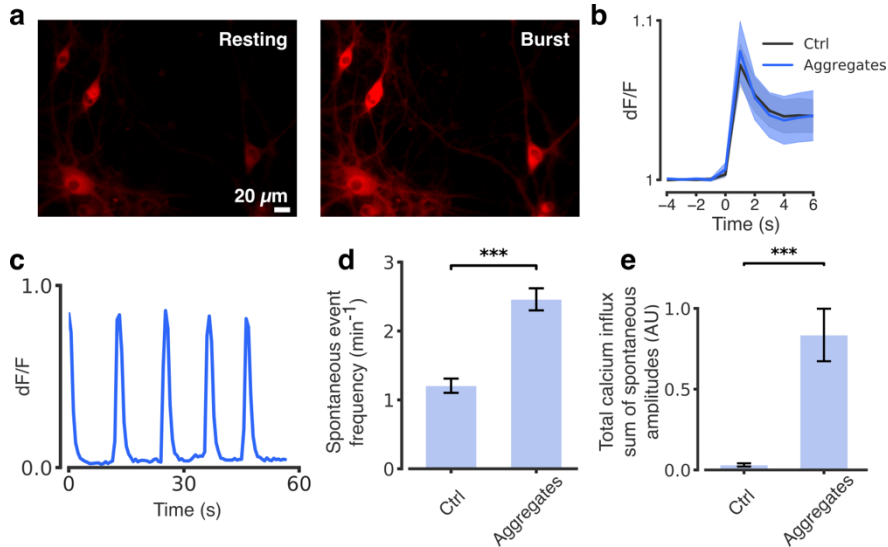 a
Resting
20 µm
Burst
b
1.1
1
dF/F
Ctrl
Aggregates
−4 −2 0 2 4 6
Time (s)
c
1.0
0.0
dF/F
0 30 60
Time (s)
d
***
3
2
1
0
Spontaneous event
frequency (min⁻¹)
Ctrl
Aggregates
e
***
1.0
0.5
0.0
Total calcium influx
sum of spontaneous
amplitudes (AU)
Ctrl
Aggregates